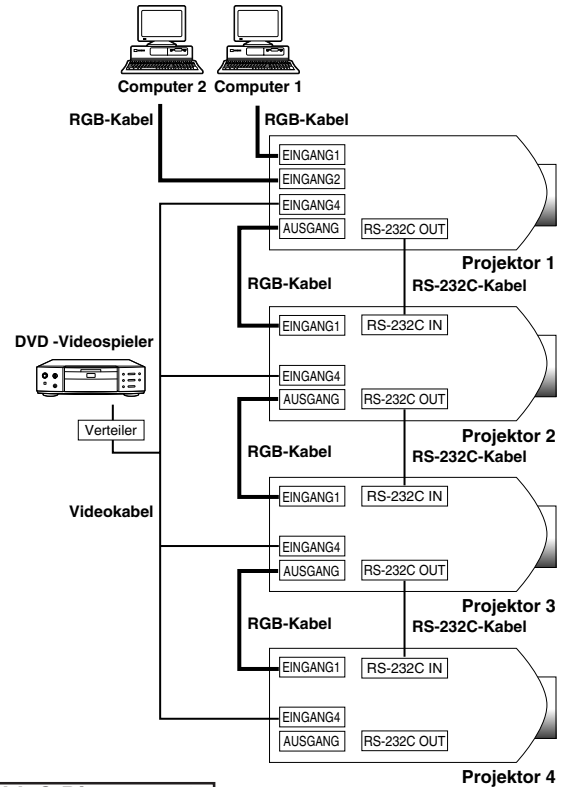 Computer 2
Computer 1
RGB-Kabel
RGB-Kabel
EINGANG1
EINGANG2
EINGANG4
AUSGANG
RS-232C OUT
Projektor 1
RGB-Kabel
RS-232C-Kabel
EINGANG1
RS-232C IN
DVD -Videospieler
EINGANG4
AUSGANG
RS-232C OUT
Verteiler
Projektor 2
RGB-Kabel
RS-232C-Kabel
EINGANG1
RS-232C IN
Videokabel
EINGANG4
AUSGANG
RS-232C OUT
Projektor 3
RGB-Kabel
RS-232C-Kabel
EINGANG1
RS-232C IN
EINGANG4
AUSGANG
RS-232C OUT
Projektor 4